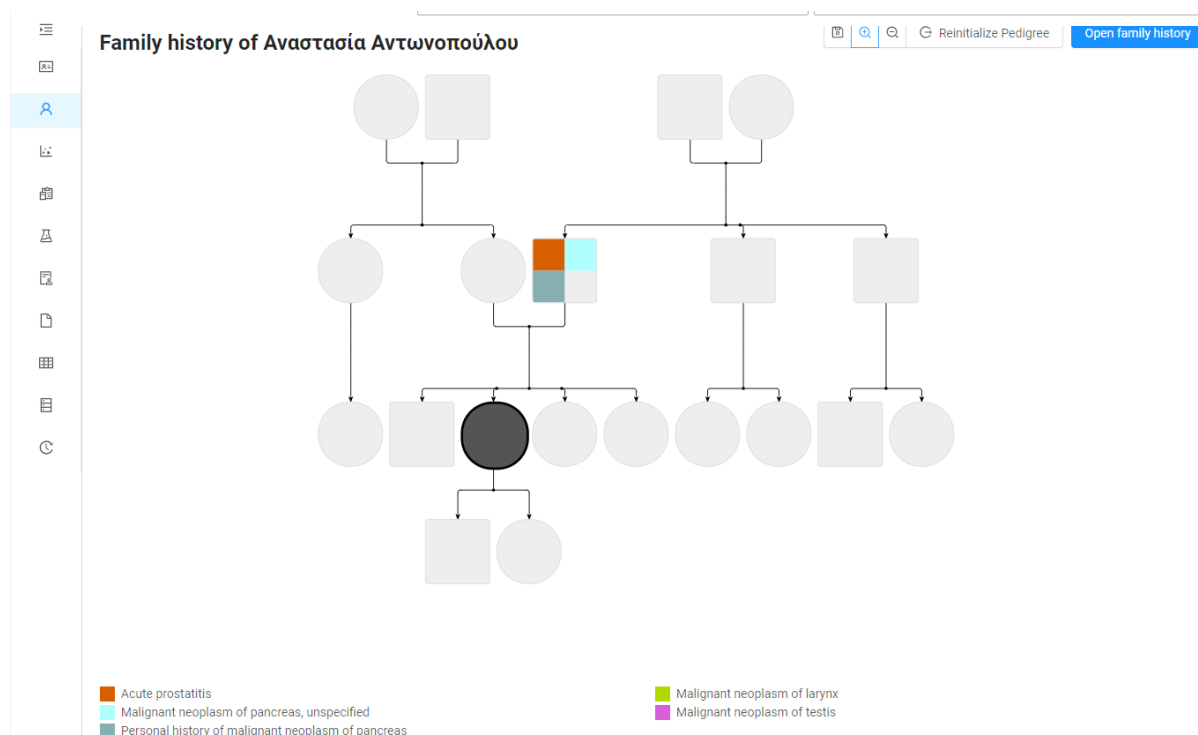 Family history of Αναστασία Αντωνοπούλου
Reinitialize Pedigree
Open family history
Acute prostatitis
Malignant neoplasm of pancreas, unspecified
Personal history of malignant neoplasm of pancreas
Malignant neoplasm of larynx
Malignant neoplasm of testis